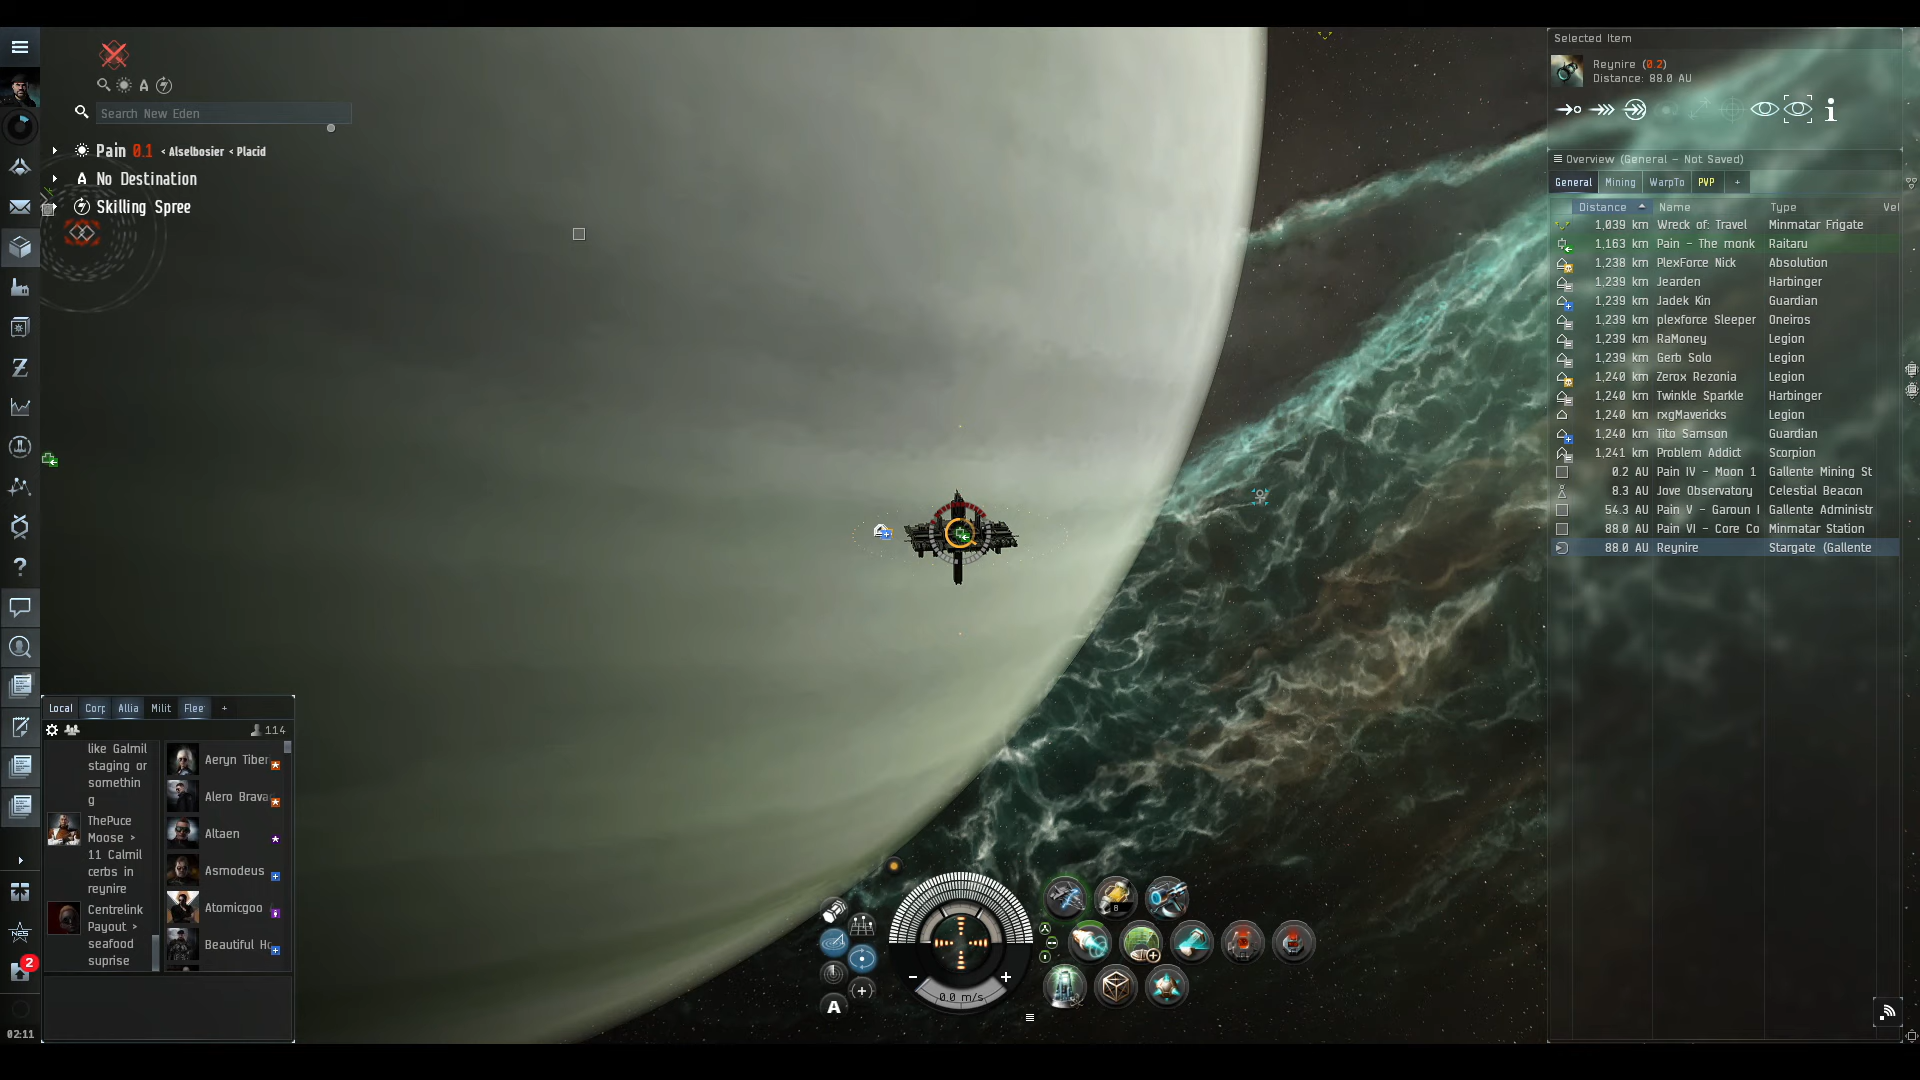 Search New Eden
Pain 0.1 < Alselbosier < Placid
No Destination
Skilling Spree
Selected Item
Reynire (0.2)
Distance: 88.0 AU
Overview (General - Not Saved)
General Mining WarpTo PVP +
Distance Name Type Vel
1,039 km Wreck of: Travel Minmatar Frigate
1,163 km Pain - The monk Raitaru
1,238 km PlexForce Nick Absolution
1,239 km Jearden Harbinger
1,239 km Jadek Kin Guardian
1,239 km plexforce Sleeper Oneiros
1,239 km RaMoney Legion
1,239 km Gerb Solo Legion
1,240 km Zerox Rezonia Legion
1,240 km Twinkle Sparkle Harbinger
1,240 km rxgMavericks Legion
1,240 km Tito Samson Guardian
1,241 km Problem Addict Scorpion
0.2 AU Pain IV - Moon 1 Gallente Mining St
8.3 AU Jove Observatory Celestial Beacon
54.3 AU Pain V - Garoun I Gallente Administr
88.0 AU Pain VI - Core Co Minmatar Station
88.0 AU Reynire Stargate (Gallente
Local Corp Allia Milit Flee +
114
like Galmil
staging or
somethin
g
ThePuce
Moose >
11 Calmil
cerbs in
reynire
Centrelink
Payout >
seafood
suprise
Aeryn Tiber
Alero Brava
Altaen
Asmodeus
Atomicgoo
Beautiful Ho
2
02:11
8
A
- +
0.0 m/s